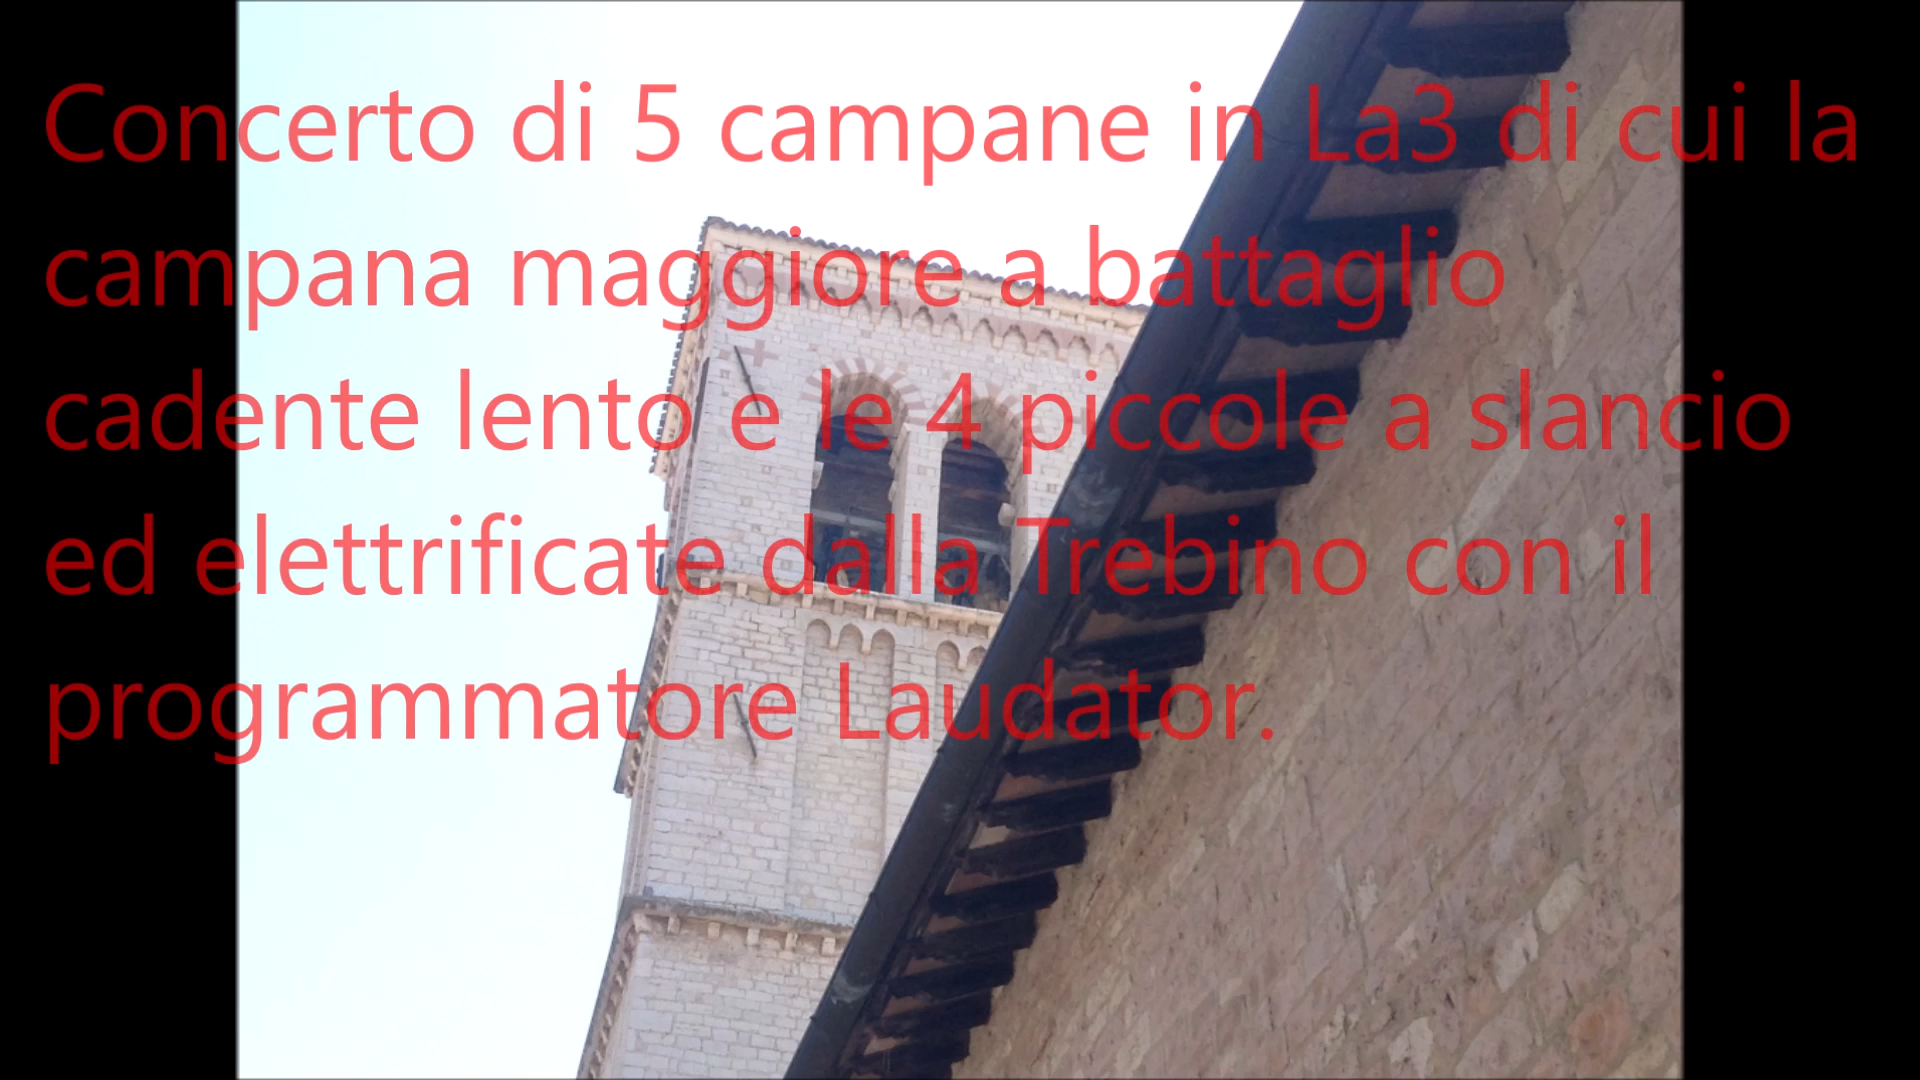 Concerto di 5 campane in La3 di cui la
campana maggiore a battaglio
cadente lento e le 4 piccole a slancio
ed elettrificate dalla Trebino con il
programmatore Laudator.